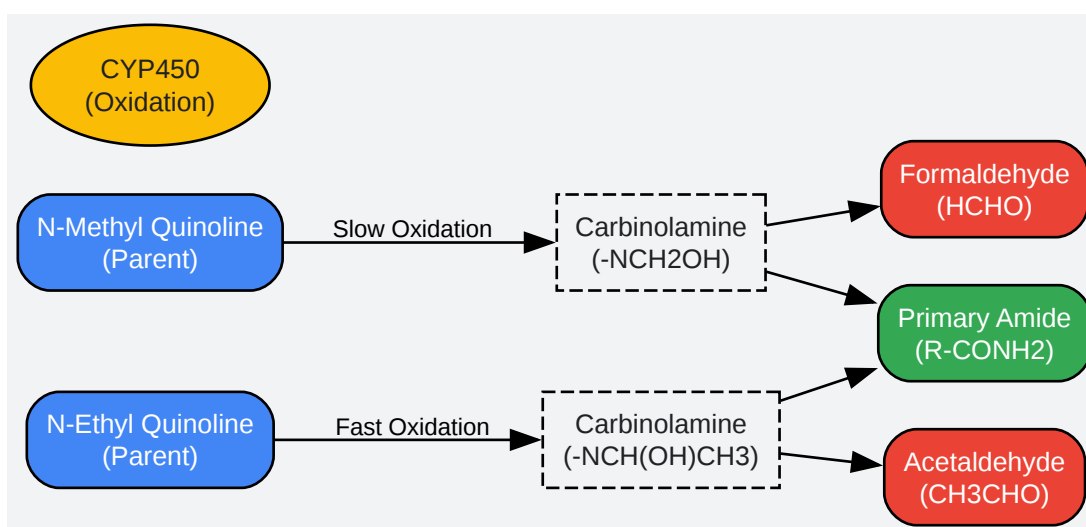 CYP450
(Oxidation)
N-Methyl Quinoline
(Parent)
Slow Oxidation
Carbinolamine
(-NCH2OH)
Formaldehyde
(HCHO)
Primary Amide
(R-CONH2)
N-Ethyl Quinoline
(Parent)
Fast Oxidation
Carbinolamine
(-NCH(OH)CH3)
Acetaldehyde
(CH3CHO)